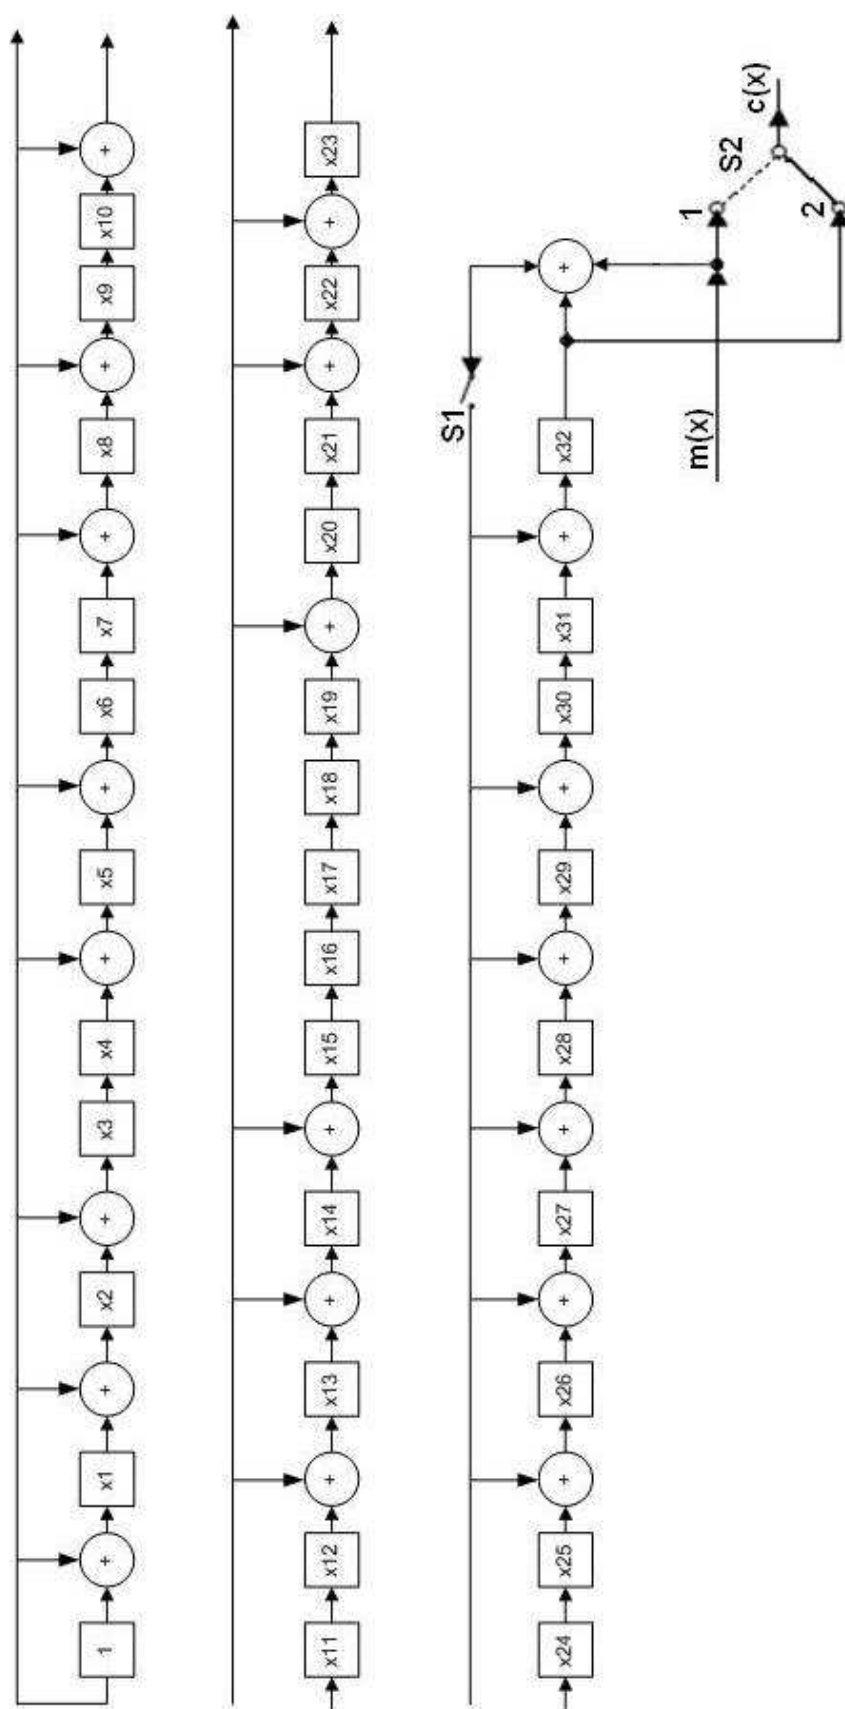 1 + x1 + x2 + x3 x4 + x5 + x6 x7 + x8 + x9 x10 +
x11 x12 + x13 + x14 + x15 x16 x17 x18 x19 + x20 x21 + x22 + x23
S1
x24 x25 + x26 + x27 + x28 + x29 + x30 x31 + x32 +
m(x)
1
S2
c(x)
2